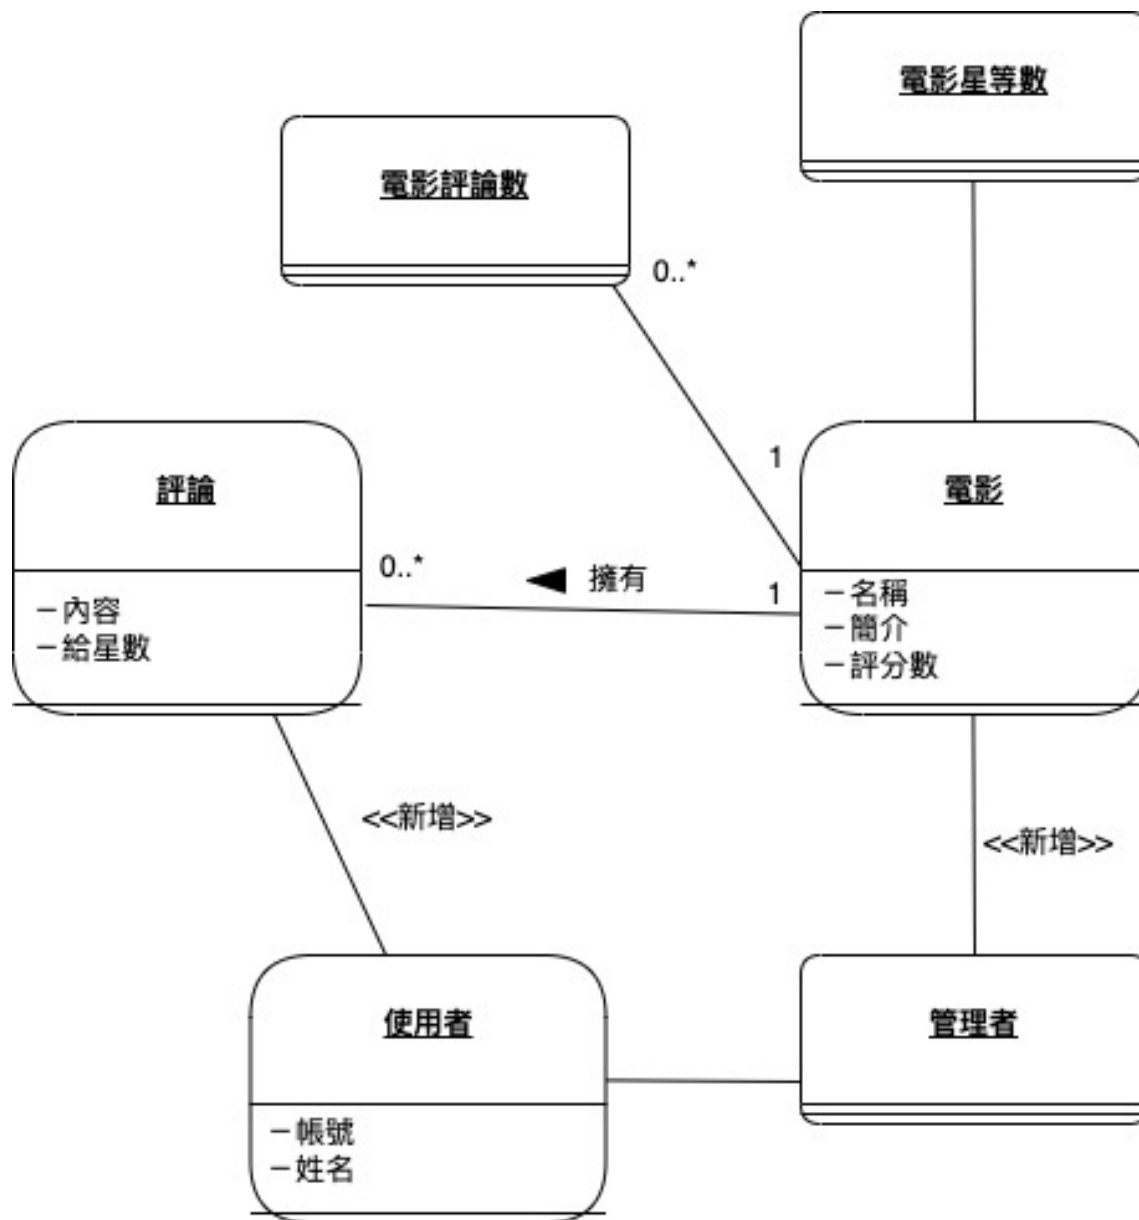 電影星等數
電影評論數
0..*
1
評論
電影
0..*
擁有
1
－內容
－給星數
－名稱
－簡介
－評分數
<<新增>>
<<新增>>
使用者
管理者
－帳號
－姓名